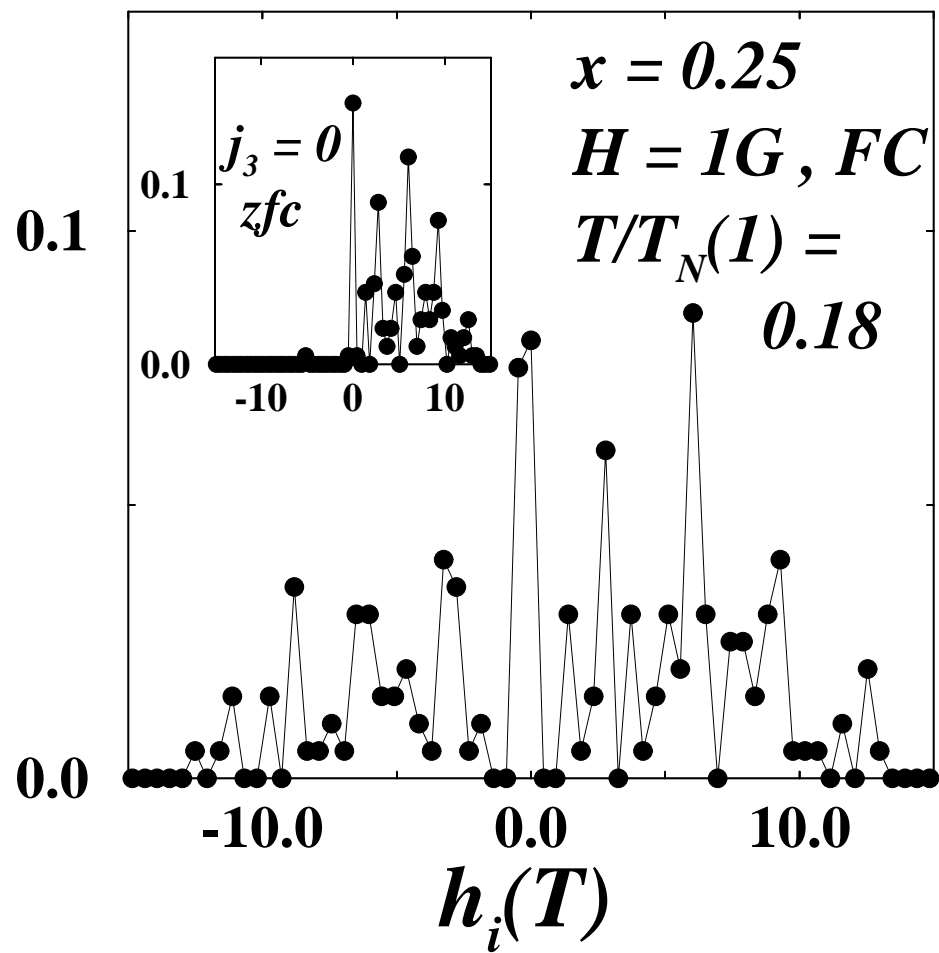 x = 0.25
H = 1G , FC
T/T_N(1) =
0.18
j_3 = 0
zfc
0.1
0.0
-10 0 10
0.1
0.0
-10.0 0.0 10.0
h_i(T)